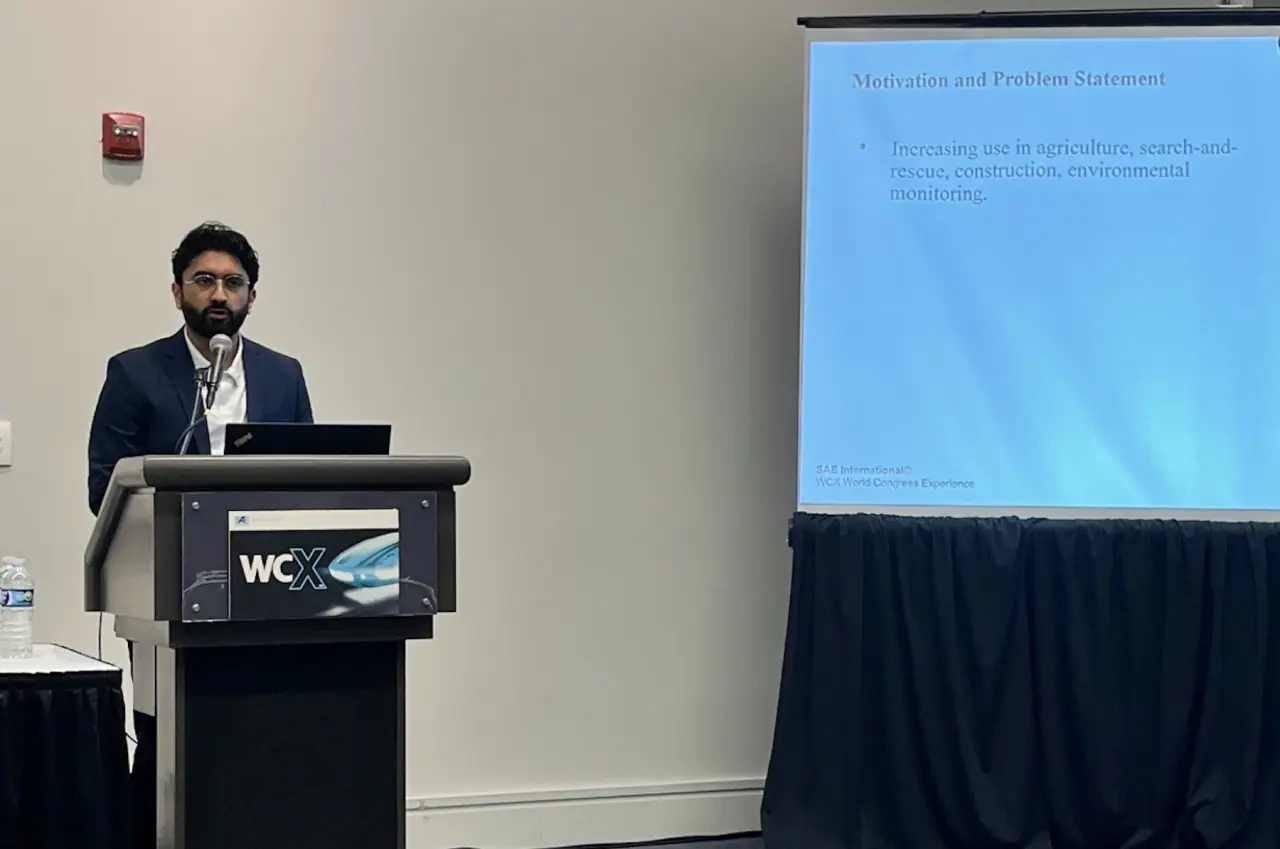 Motivation and Problem Statement
• Increasing use in agriculture, search-and-
rescue, construction, environmental
monitoring.
SAE International©
WCX World Congress Experience
WCX